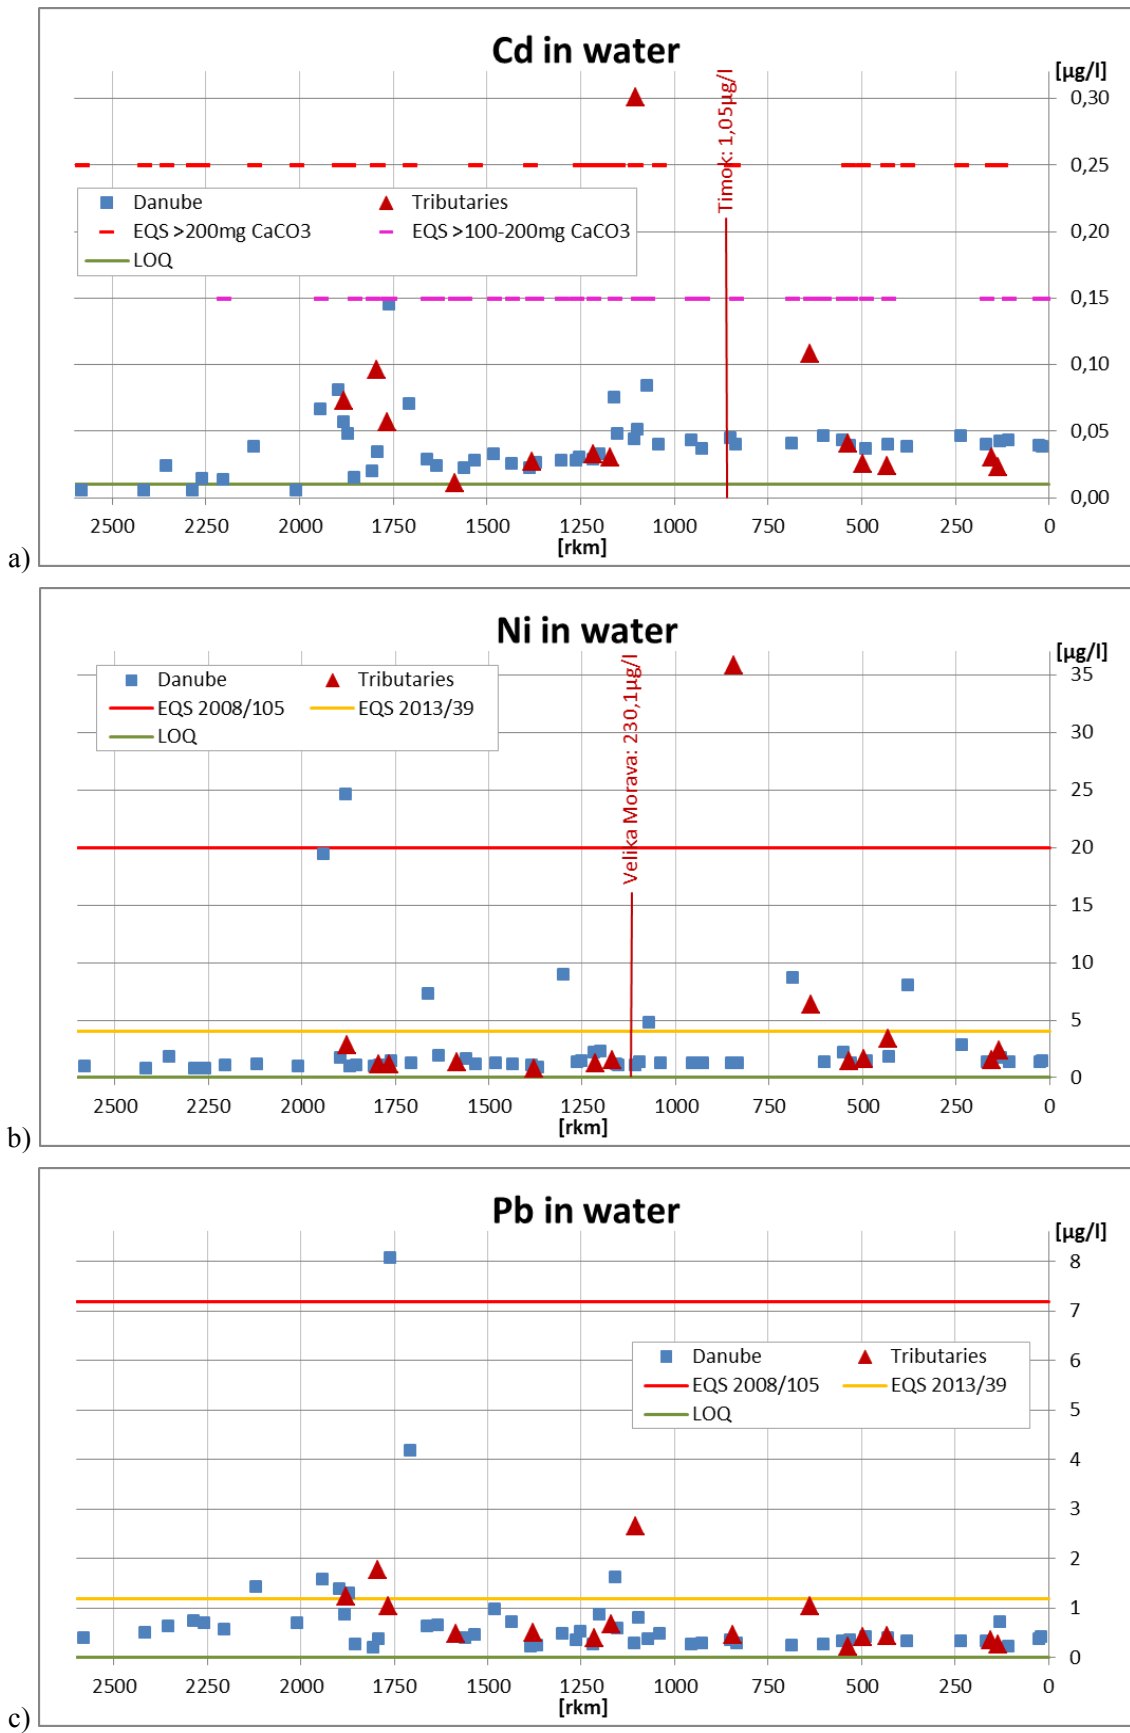 Cd in water
[µg/l]
0,30
0,25
0,20
0,15
0,10
0,05
0,00
Timok: 1,05µg/l
Danube
Tributaries
EQS >200mg CaCO3
EQS >100-200mg CaCO3
LOQ
2500 2250 2000 1750 1500 1250 1000 750 500 250 0
[rkm]
a)
Ni in water
[µg/l]
35
30
25
20
15
10
5
0
Velika Morava: 230,1µg/l
Danube
Tributaries
EQS 2008/105
EQS 2013/39
LOQ
2500 2250 2000 1750 1500 1250 1000 750 500 250 0
[rkm]
b)
Pb in water
[µg/l]
8
7
6
5
4
3
2
1
0
Danube
Tributaries
EQS 2008/105
EQS 2013/39
LOQ
2500 2250 2000 1750 1500 1250 1000 750 500 250 0
[rkm]
c)